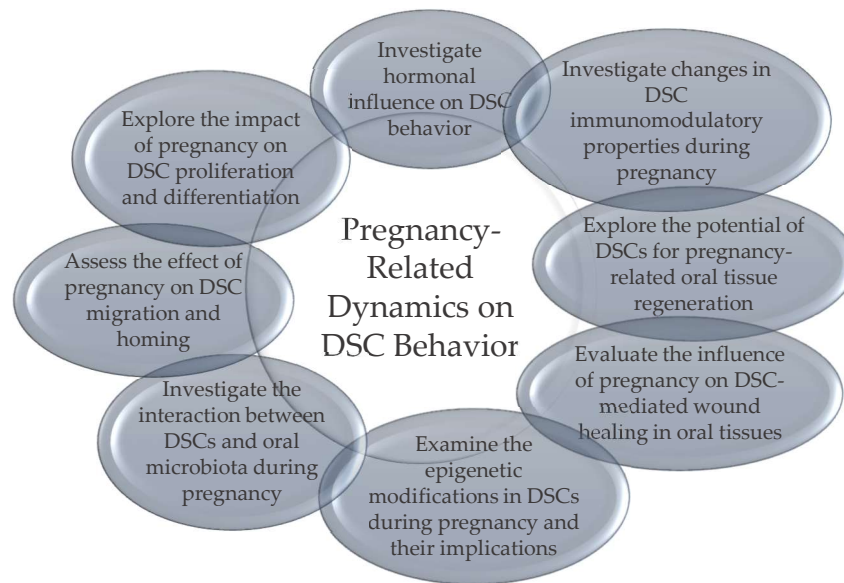 Investigate
hormonal
influence on DSC
behavior
Investigate changes in
DSC
immunomodulatory
properties during
pregnancy
Explore the potential of
DSCs for pregnancy-
related oral tissue
regeneration
Evaluate the influence
of pregnancy on DSC-
mediated wound
healing in oral tissues
Examine the
epigenetic
modifications in DSCs
during pregnancy and
their implications
Investigate the
interaction between
DSCs and oral
microbiota during
pregnancy
Assess the effect of
pregnancy on DSC
migration and
homing
Explore the impact
of pregnancy on
DSC proliferation
and differentiation
Pregnancy-
Related
Dynamics on
DSC Behavior